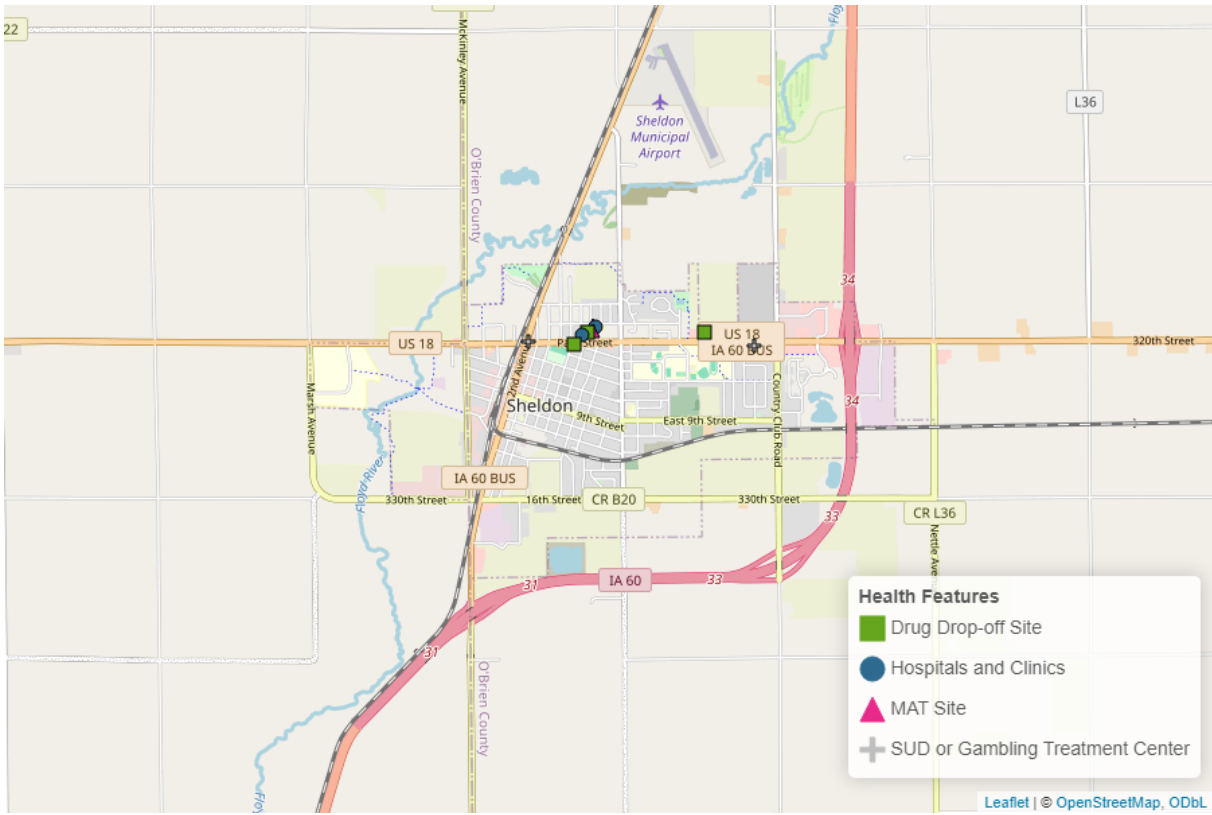 22
McKinley Avenue
Floyd
L36
Sheldon
Municipal
Airport
O'Brien County
34
US 18
US 18
IA 60 BUS
320th Street
2nd Avenue
Marsh Avenue
Sheldon
9th Street
East 9th Street
Country Club Road
34
Floyd River
IA 60 BUS
330th Street
16th Street
CR B20
330th Street
33
CR L36
31
IA 60
33
31
O'Brien County
Health Features
Drug Drop-off Site
Hospitals and Clinics
MAT Site
SUD or Gambling Treatment Center
Leaflet | © OpenStreetMap, ODbL